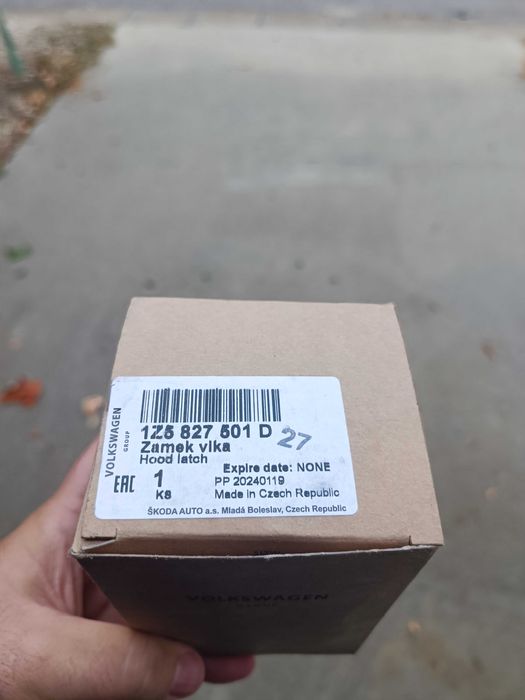 VOLKSWAGEN
GROUP
1Z5 827 501 D
27
Zamek vika
Hood latch
Expire date: NONE
EAC
1
PP 20240119
KS
Made in Czech Republic
ŠKODA AUTO a.s. Mladá Boleslav, Czech Republic
VOLKSWAGEN
GROUP